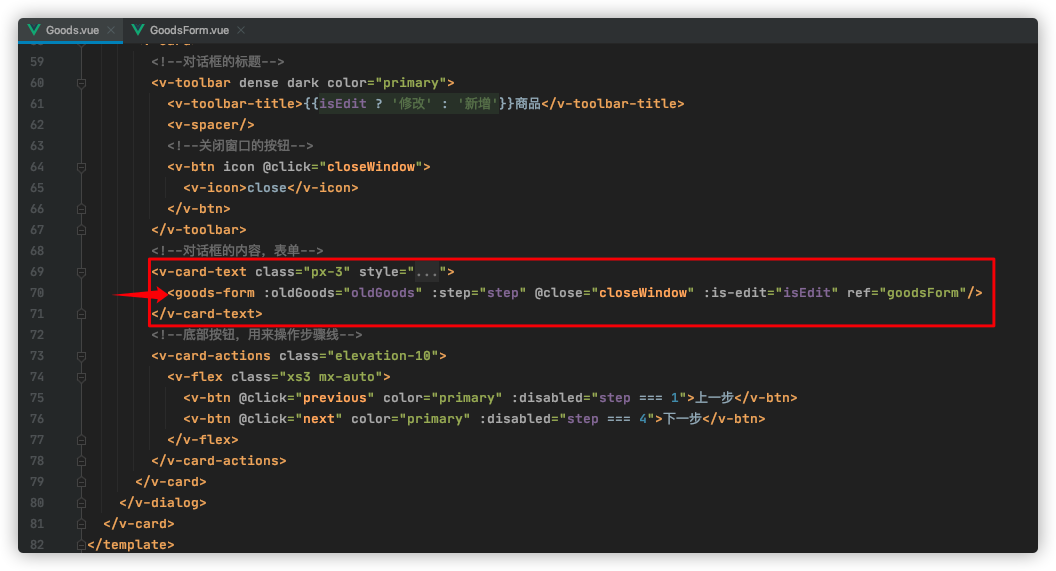 Goods.vue
GoodsForm.vue
59 <!--对话框的标题-->
60 <v-toolbar dense dark color="primary">
61 <v-toolbar-title>{{isEdit ? '修改' : '新增'}}商品</v-toolbar-title>
62 <v-spacer/>
63 <!--关闭窗口的按钮-->
64 <v-btn icon @click="closeWindow">
65 <v-icon>close</v-icon>
66 </v-btn>
67 </v-toolbar>
68 <!--对话框的内容，表单-->
69 <v-card-text class="px-3" style="...">
70 <goods-form :oldGoods="oldGoods" :step="step" @close="closeWindow" :is-edit="isEdit" ref="goodsForm"/>
71 </v-card-text>
72 <!--底部按钮，用来操作步骤线-->
73 <v-card-actions class="elevation-10">
74 <v-flex class="xs3 mx-auto">
75 <v-btn @click="previous" color="primary" :disabled="step === 1">上一步</v-btn>
76 <v-btn @click="next" color="primary" :disabled="step === 4">下一步</v-btn>
77 </v-flex>
78 </v-card-actions>
79 </v-card>
80 </v-dialog>
81 </v-card>
82 </template>